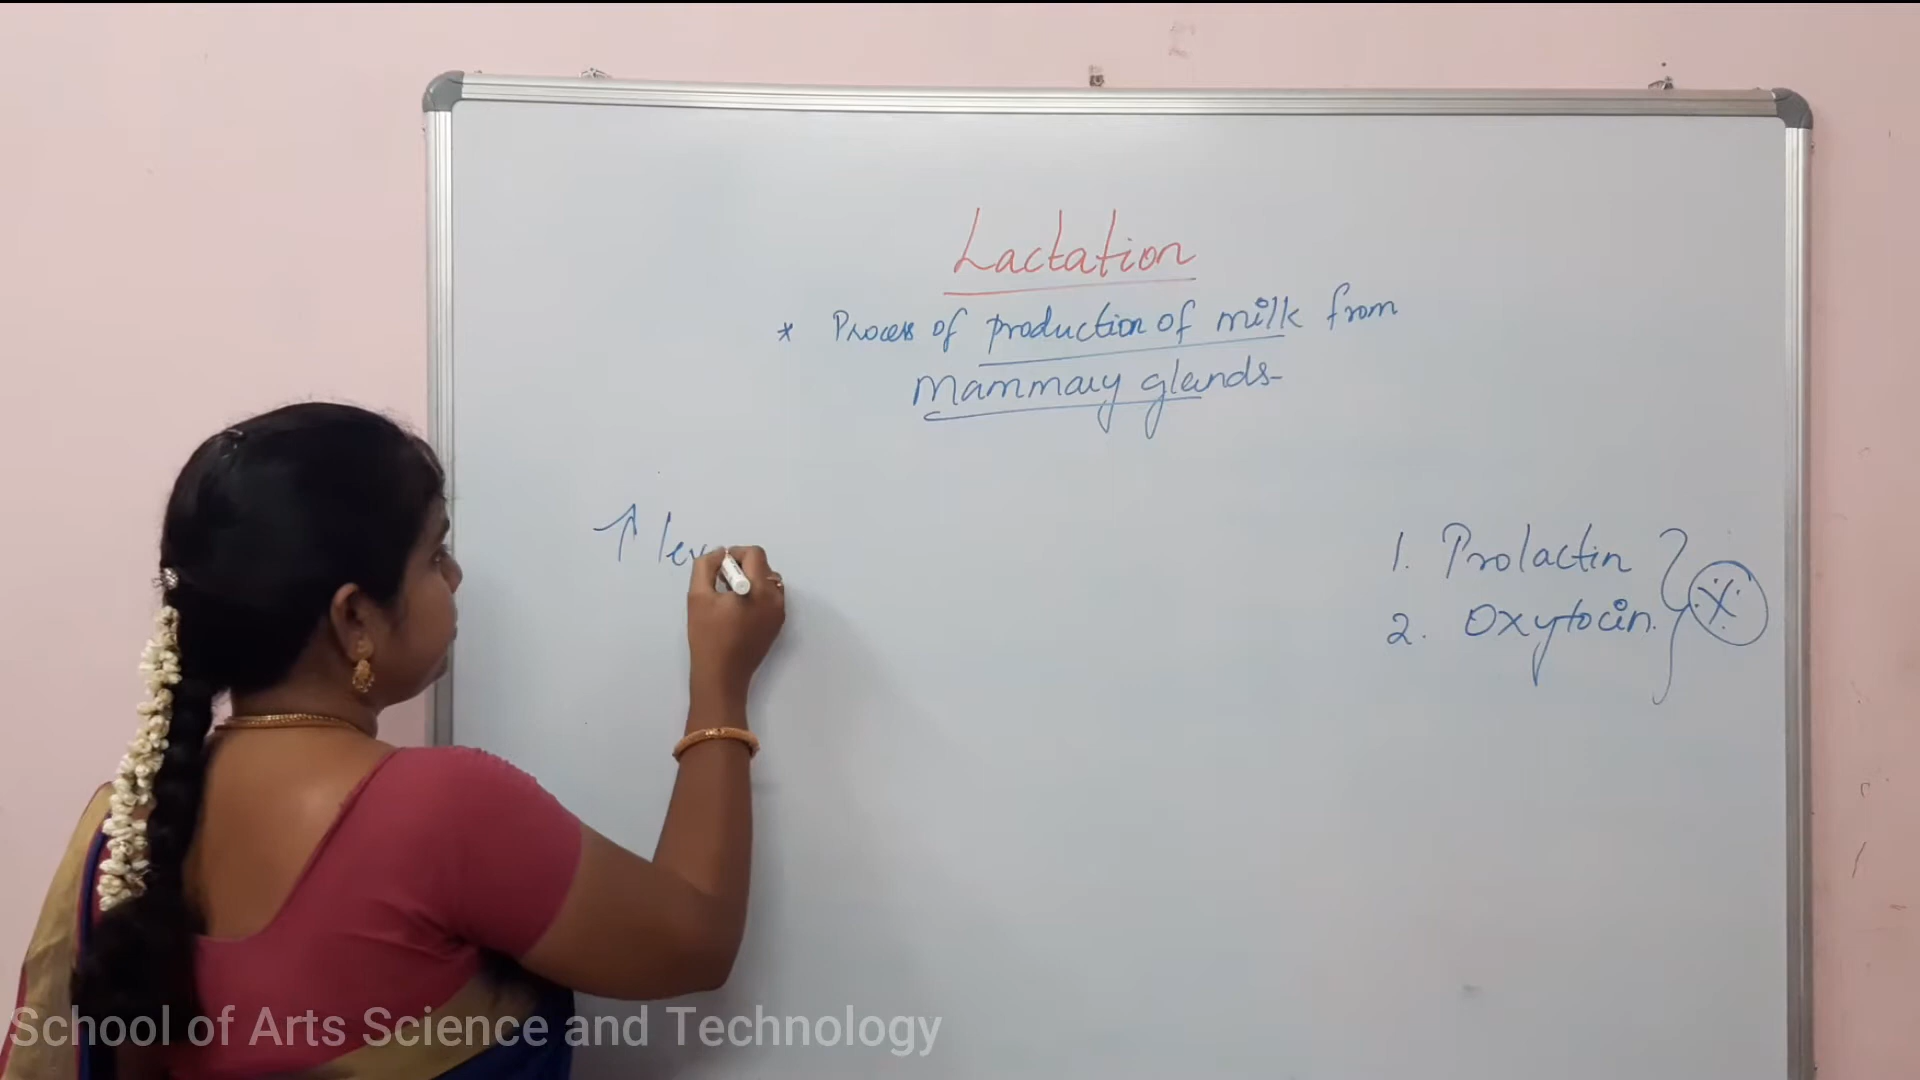 Lactation
* Process of production of milk from
Mammary glands-
↑ lev
1. Prolactin
2. Oxytocin.
School of Arts Science and Technology